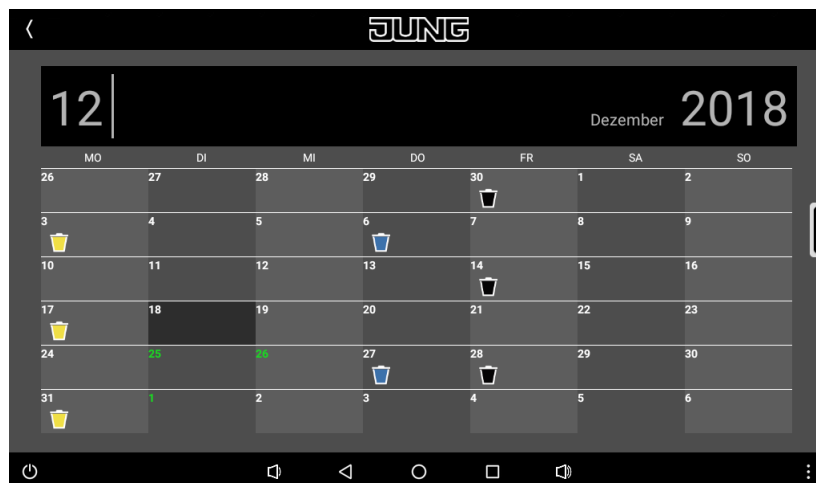 JUNG
12
Dezember 2018
MO DI MI DO FR SA SO
26 27 28 29 30 1 2
3 4 5 6 7 8 9
10 11 12 13 14 15 16
17 18 19 20 21 22 23
24 25 26 27 28 29 30
31 1 2 3 4 5 6